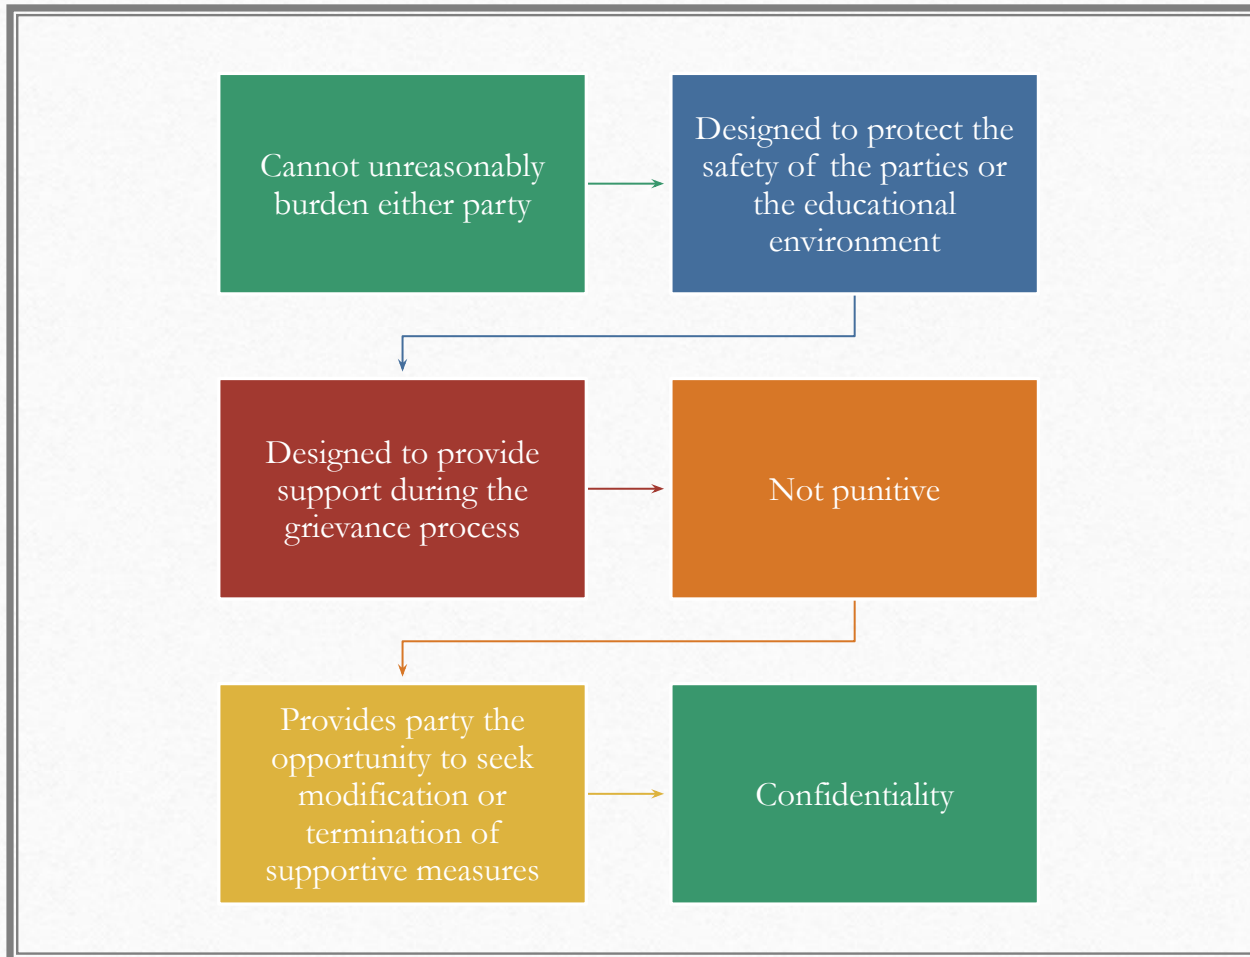 Cannot unreasonably
burden either party
Designed to protect the
safety of the parties or
the educational
environment
Designed to provide
support during the
grievance process
Not punitive
Provides party the
opportunity to seek
modification or
termination of
supportive measures
Confidentiality